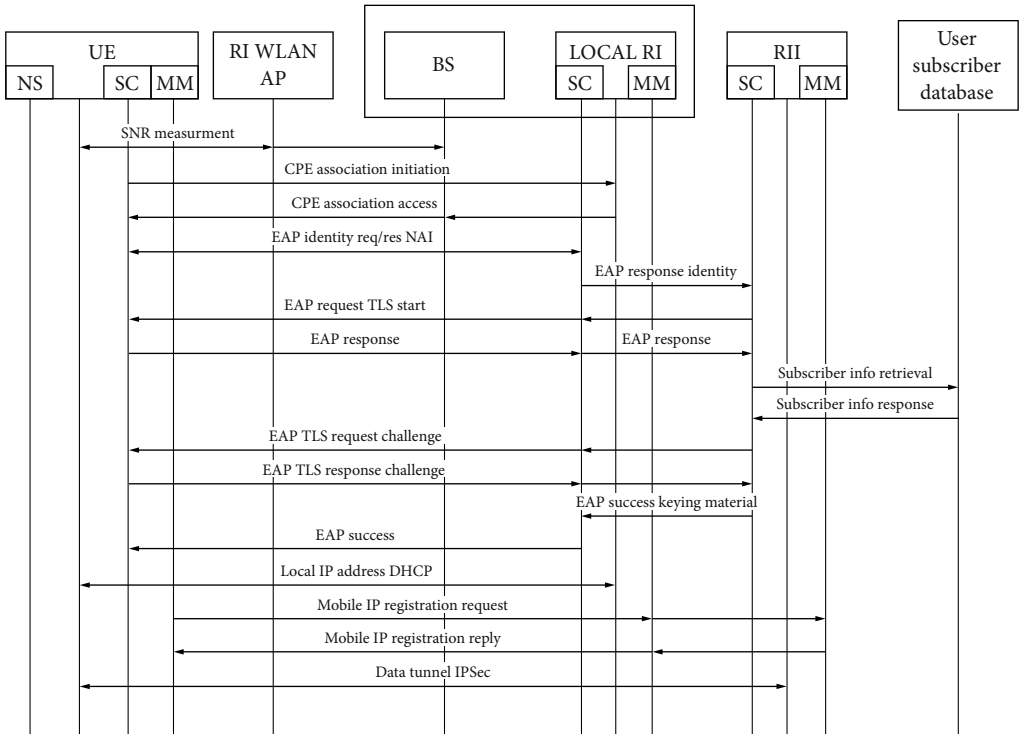 UE
NS
SC
MM
RI WLAN
AP
BS
LOCAL RI
SC
MM
RII
SC
MM
User
subscriber
database
SNR measurment
CPE association initiation
CPE association access
EAP identity req/res NAI
EAP response identity
EAP request TLS start
EAP response
EAP response
Subscriber info retrieval
Subscriber info response
EAP TLS request challenge
EAP TLS response challenge
EAP success keying material
EAP success
Local IP address DHCP
Mobile IP registration request
Mobile IP registration reply
Data tunnel IPSec